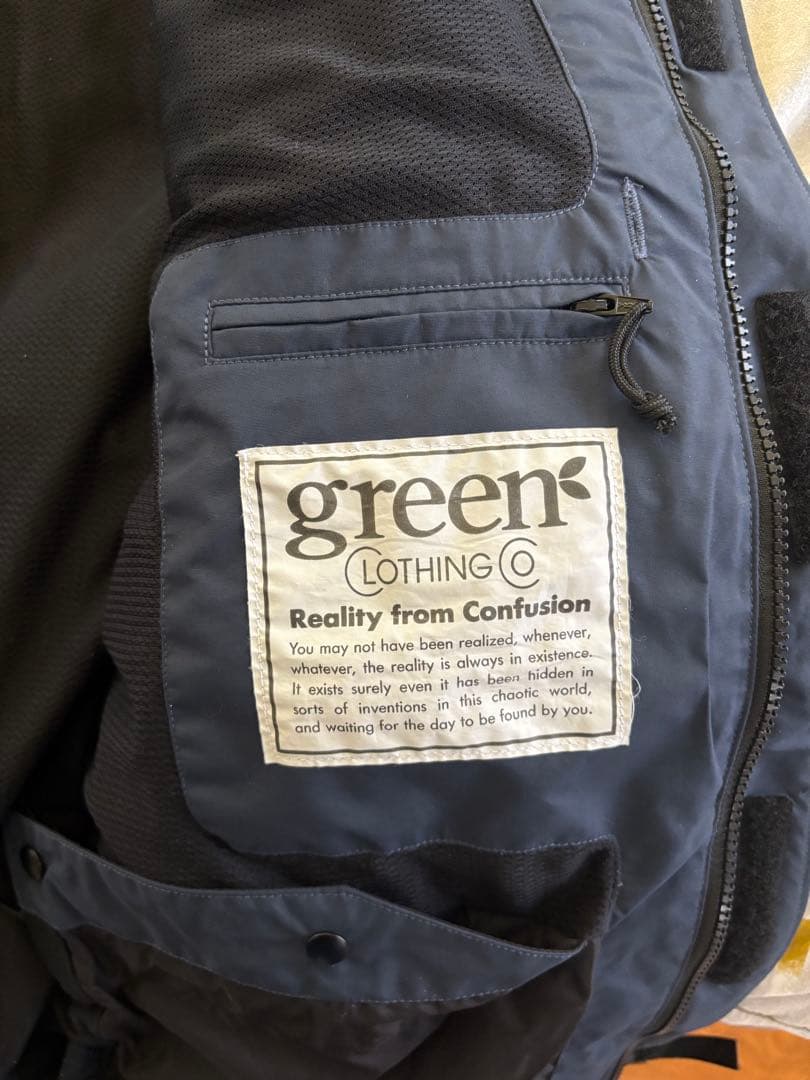 green
CLOTHING CO
Reality from Confusion
You may not have been realized, whenever,
whatever, the reality is always in existence.
It exists surely even it has been hidden in
sorts of inventions in this chaotic world,
and waiting for the day to be found by you.